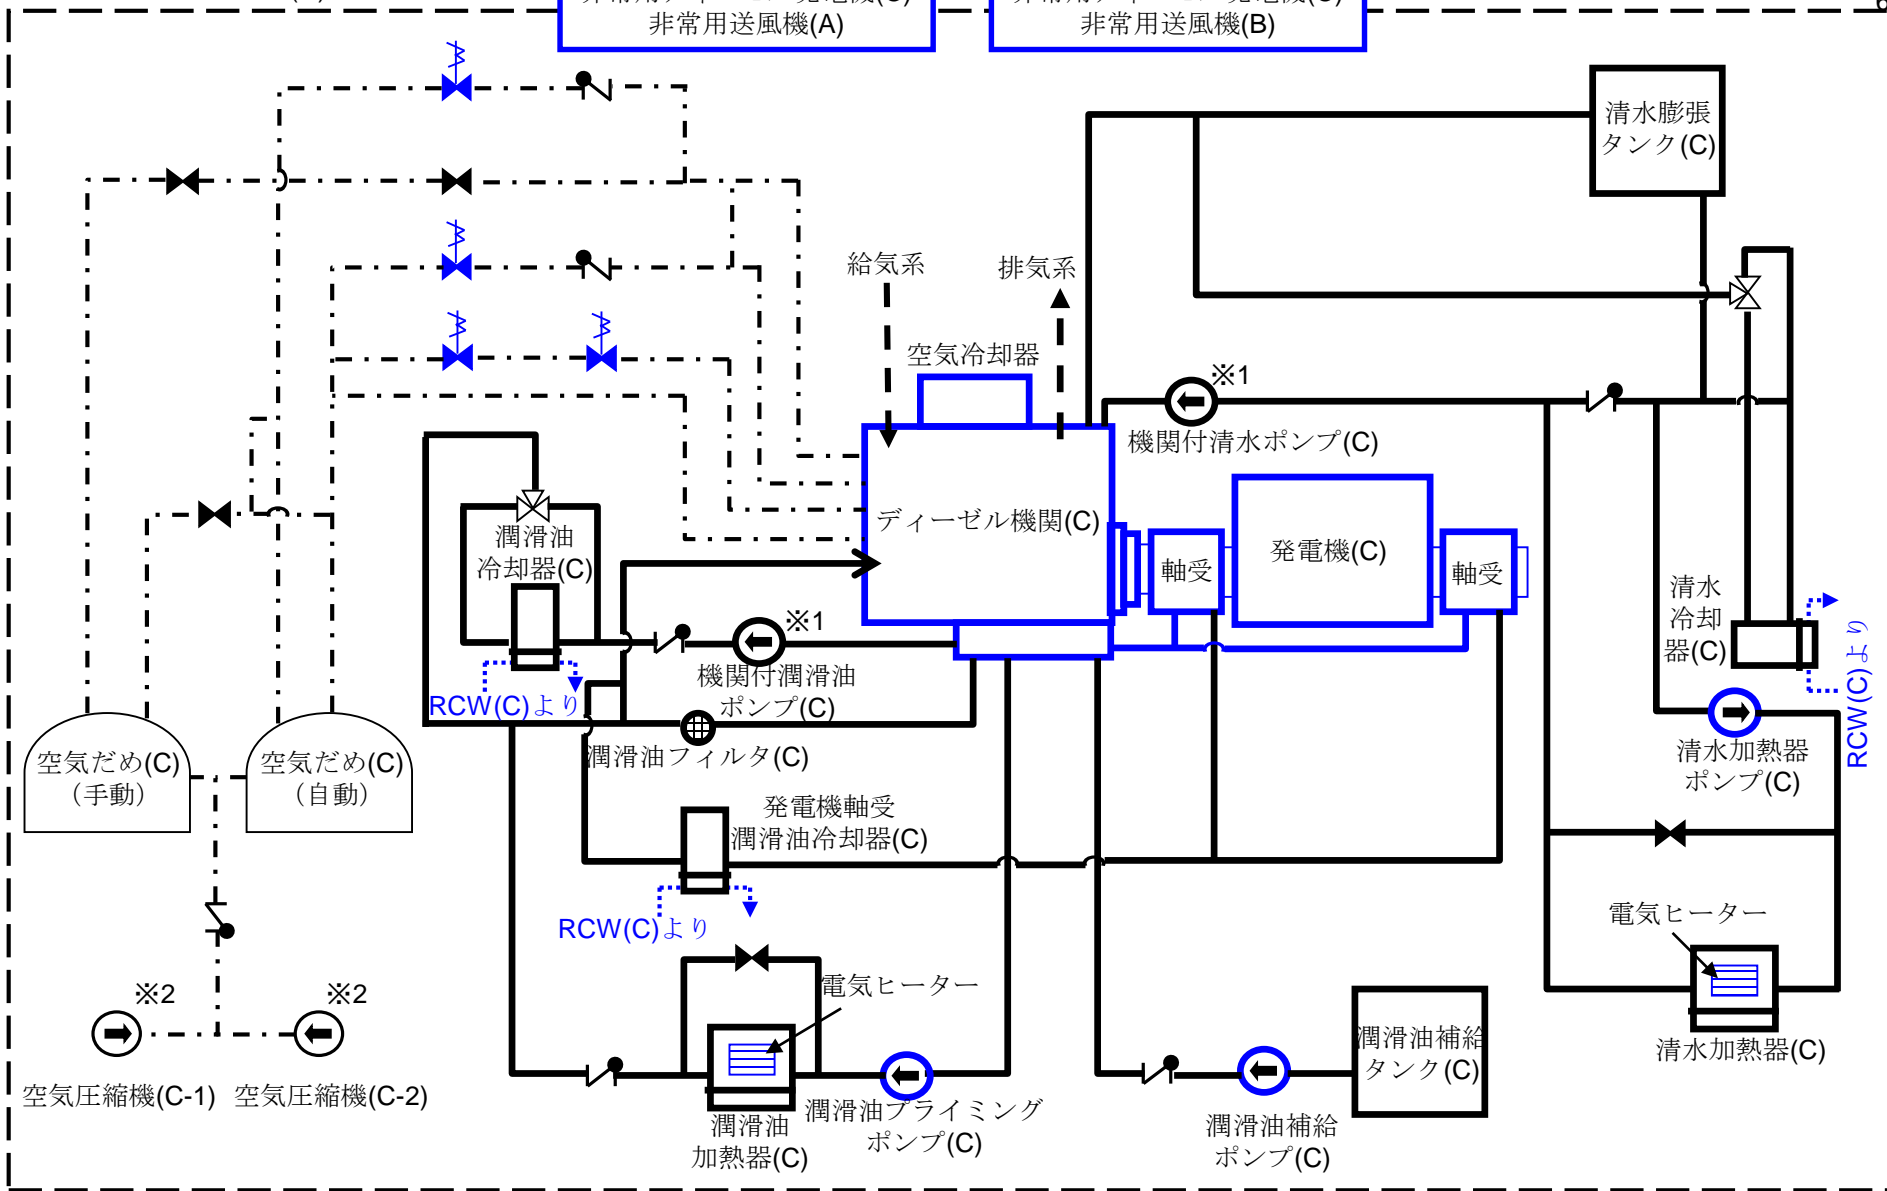 非常用送風機(A)
非常用送風機(B)
清水膨張
タンク(C)
給気系
排気系
空気冷却器
※1
機関付清水ポンプ(C)
ディーゼル機関(C)
軸受
発電機(C)
軸受
潤滑油
冷却器(C)
※1
機関付潤滑油
ポンプ(C)
RCW(C)より
潤滑油フィルタ(C)
清水
冷却
器(C)
RCW(C)より
清水加熱器
ポンプ(C)
空気だめ(C)
（手動）
空気だめ(C)
（自動）
発電機軸受
潤滑油冷却器(C)
RCW(C)より
電気ヒーター
清水加熱器(C)
※2
※2
空気圧縮機(C-1)
空気圧縮機(C-2)
電気ヒーター
潤滑油
加熱器(C)
潤滑油プライミング
ポンプ(C)
潤滑油補給
タンク(C)
潤滑油補給
ポンプ(C)